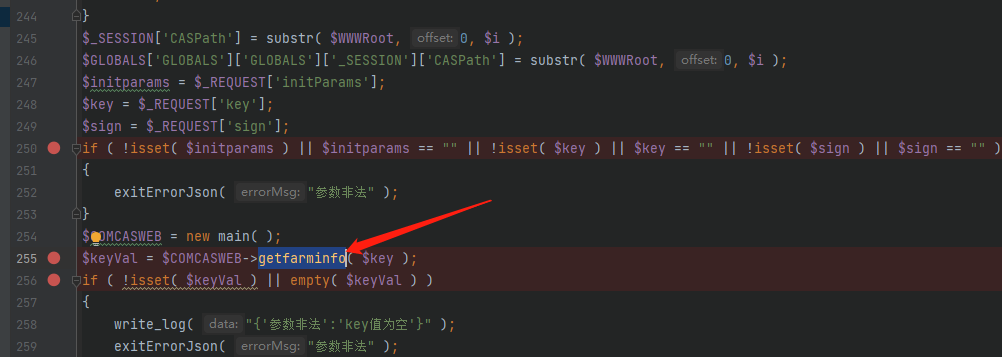 244 }
245 $_SESSION['CASPath'] = substr( $WWWRoot, offset: 0, $i );
246 $GLOBALS['GLOBALS']['GLOBALS']['_SESSION']['CASPath'] = substr( $WWWRoot, offset: 0, $i );
247 $initparams = $_REQUEST['initParams'];
248 $key = $_REQUEST['key'];
249 $sign = $_REQUEST['sign'];
250 if ( !isset( $initparams ) || $initparams == "" || !isset( $key ) || $key == "" || !isset( $sign ) || $sign == "" )
251 {
252 exitErrorJson( errorMsg: "参数非法" );
253 }
254 $COMCASWEB = new main( );
255 $keyVal = $COMCASWEB->getfarminfo( $key );
256 if ( !isset( $keyVal ) || empty( $keyVal ) )
257 {
258 write_log( data: "{'参数非法':'key值为空'}" );
259 exitErrorJson( errorMsg: "参数非法" );